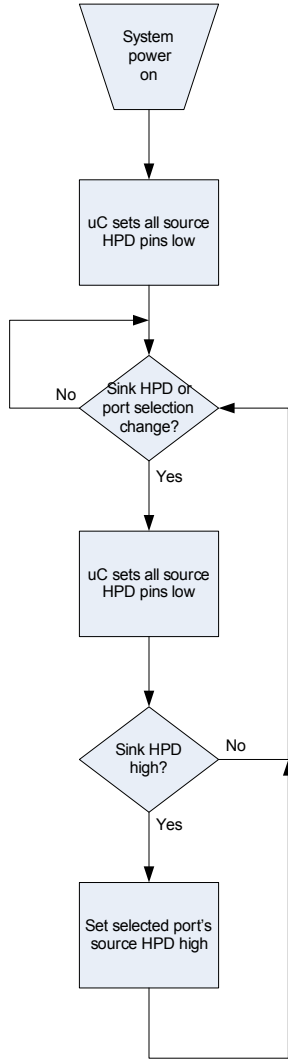 System
power
on
uC sets all source
HPD pins low
Sink HPD or
port selection
change?
No
Yes
uC sets all source
HPD pins low
Sink HPD
high?
No
Yes
Set selected port's
source HPD high